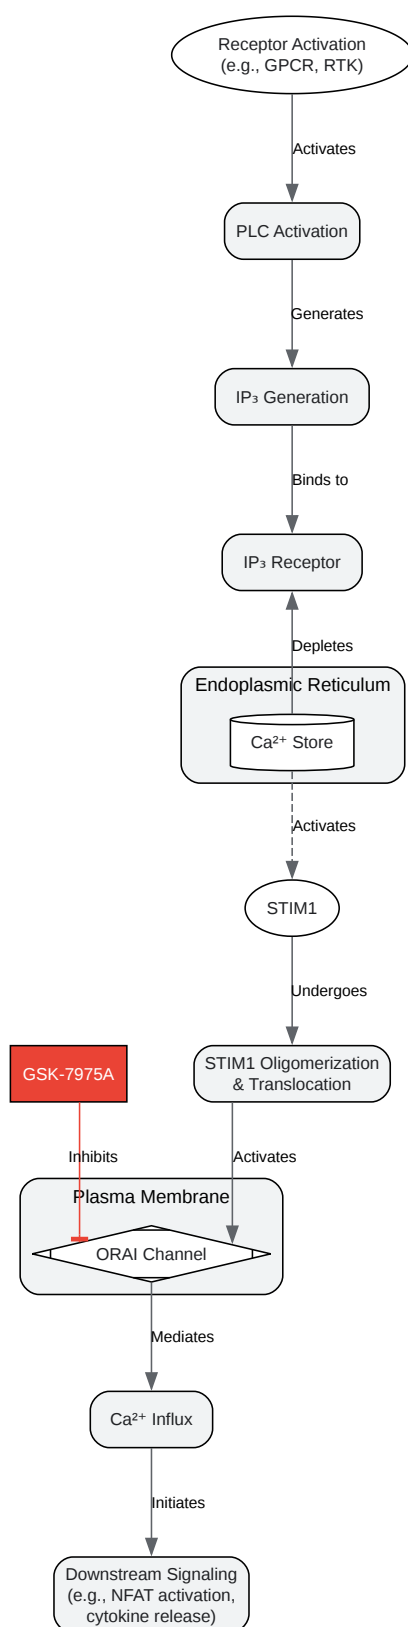 Receptor Activation
(e.g., GPCR, RTK)
Activates
PLC Activation
Generates
IP₃ Generation
Binds to
IP₃ Receptor
Depletes
Endoplasmic Reticulum
Ca²⁺ Store
Activates
STIM1
Undergoes
GSK-7975A
STIM1 Oligomerization
& Translocation
Inhibits
Activates
Plasma Membrane
ORAI Channel
Mediates
Ca²⁺ Influx
Initiates
Downstream Signaling
(e.g., NFAT activation,
cytokine release)